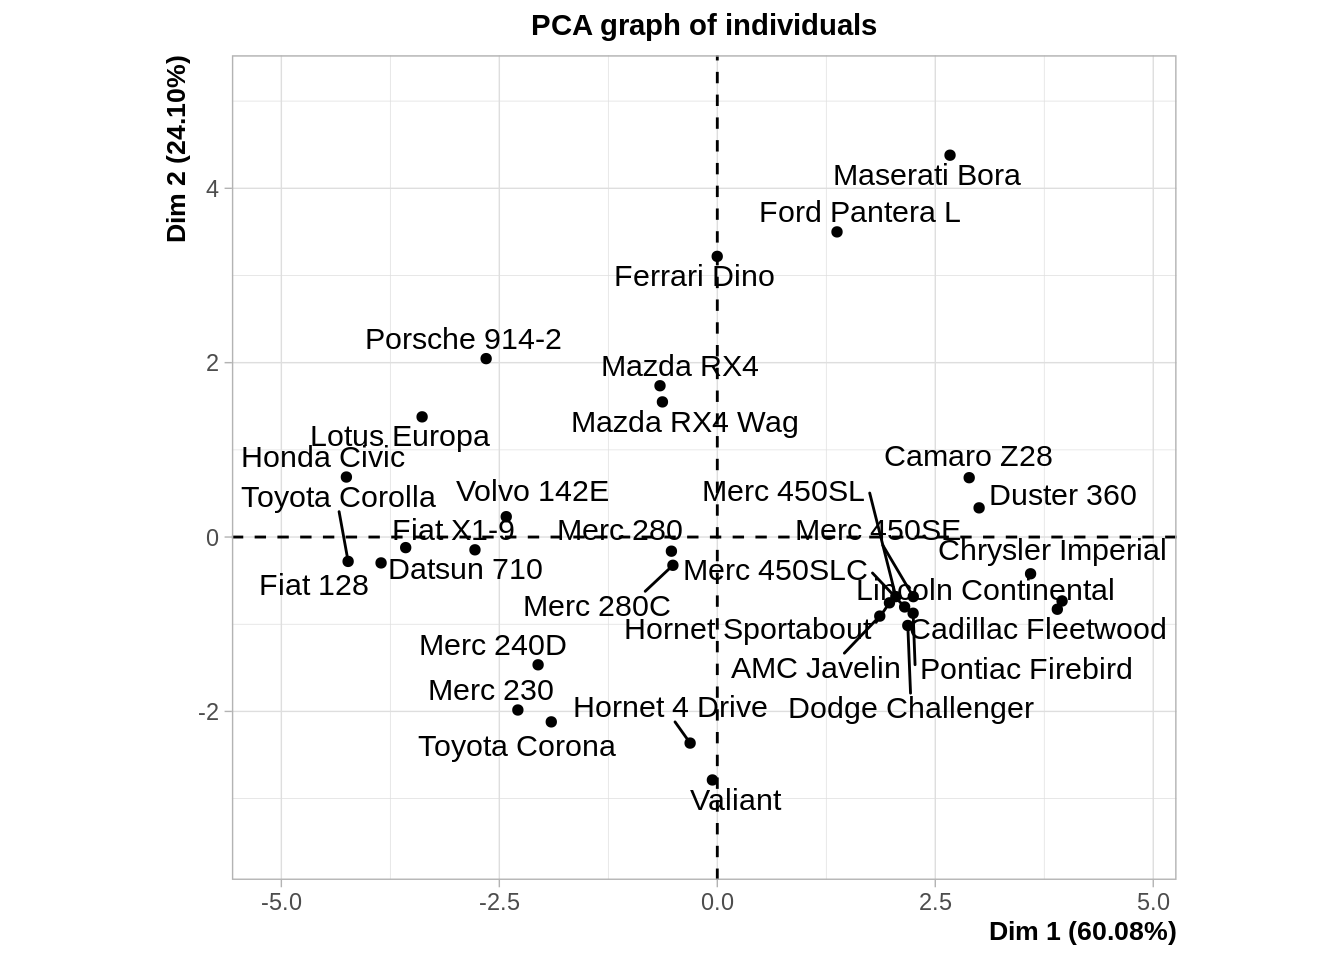 PCA graph of individuals
Dim 2 (24.10%)
Maserati Bora
4
Ford Pantera L
Ferrari Dino
Porsche 914-2
2
Mazda RX4
Mazda RX4 Wag
Lotus Europa
Honda Civic
Camaro Z28
Toyota Corolla
Volvo 142E
Merc 450SL
Duster 360
Fiat X1-9
Merc 280
Merc 450SE
0
Chrysler Imperial
Datsun 710
Merc 450SLC
Fiat 128
Lincoln Continental
Merc 280C
Hornet Sportabout
Cadillac Fleetwood
Merc 240D
AMC Javelin
Pontiac Firebird
Merc 230
Hornet 4 Drive
Dodge Challenger
-2
Toyota Corona
Valiant
-5.0
-2.5
0.0
2.5
5.0
Dim 1 (60.08%)